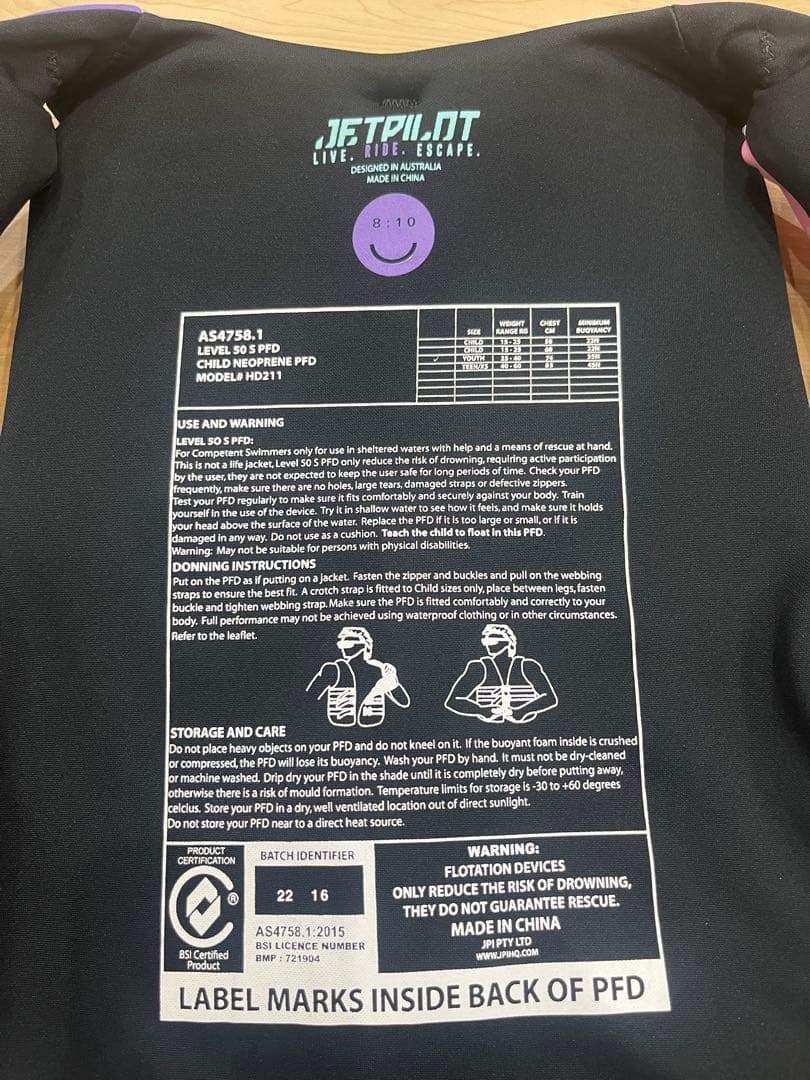 JETPILOT
LIVE. RIDE. ESCAPE.
DESIGNED IN AUSTRALIA
MADE IN CHINA
8:10
AS4758.1
LEVEL 50 S PFD
CHILD NEOPRENE PFD
MODEL# HD211
SIZE WEIGHT RANGE KG CHEST CM MINIMUM BUOYANCY
CHILD 15-25
CHILD 15-25
✓ YOUTH 25-40
TEEN/XS 40-60
USE AND WARNING
LEVEL 50 S PFD:
For Competent Swimmers only for use in sheltered waters with help and a means of rescue at hand.
This is not a life jacket, Level 50 S PFD only reduce the risk of drowning, requiring active participation
by the user, they are not expected to keep the user safe for long periods of time. Check your PFD
frequently, make sure there are no holes, large tears, damaged straps or defective zippers.
Test your PFD regularly to make sure it fits comfortably and securely against your body. Train
yourself in the use of the device. Try it in shallow water to see how it feels, and make sure it holds
your head above the surface of the water. Replace the PFD if it is too large or small, or if it is
damaged in any way. Do not use as a cushion. Teach the child to float in this PFD.
Warning: May not be suitable for persons with physical disabilities.
DONNING INSTRUCTIONS
Put on the PFD as if putting on a jacket. Fasten the zipper and buckles and pull on the webbing
straps to ensure the best fit. A crotch strap is fitted to Child sizes only, place between legs, fasten
buckle and tighten webbing strap. Make sure the PFD is fitted comfortably and correctly to your
body. Full performance may not be achieved using waterproof clothing or in other circumstances.
Refer to the leaflet.
STORAGE AND CARE
Do not place heavy objects on your PFD and do not kneel on it. If the buoyant foam inside is crushed
or compressed, the PFD will lose its buoyancy. Wash your PFD by hand. It must not be dry-cleaned
or machine washed. Drip dry your PFD in the shade until it is completely dry before putting away,
otherwise there is a risk of mould formation. Temperature limits for storage is -30 to +60 degrees
celcius. Store your PFD in a dry, well ventilated location out of direct sunlight.
Do not store your PFD near to a direct heat source.
PRODUCT
CERTIFICATION
®
BSI Certified
Product
BATCH IDENTIFIER
22 16
AS4758.1:2015
BSI LICENCE NUMBER
BMP : 721904
WARNING:
FLOTATION DEVICES
ONLY REDUCE THE RISK OF DROWNING,
THEY DO NOT GUARANTEE RESCUE.
MADE IN CHINA
JPI PTY LTD
WWW.JPIHQ.COM
LABEL MARKS INSIDE BACK OF PFD